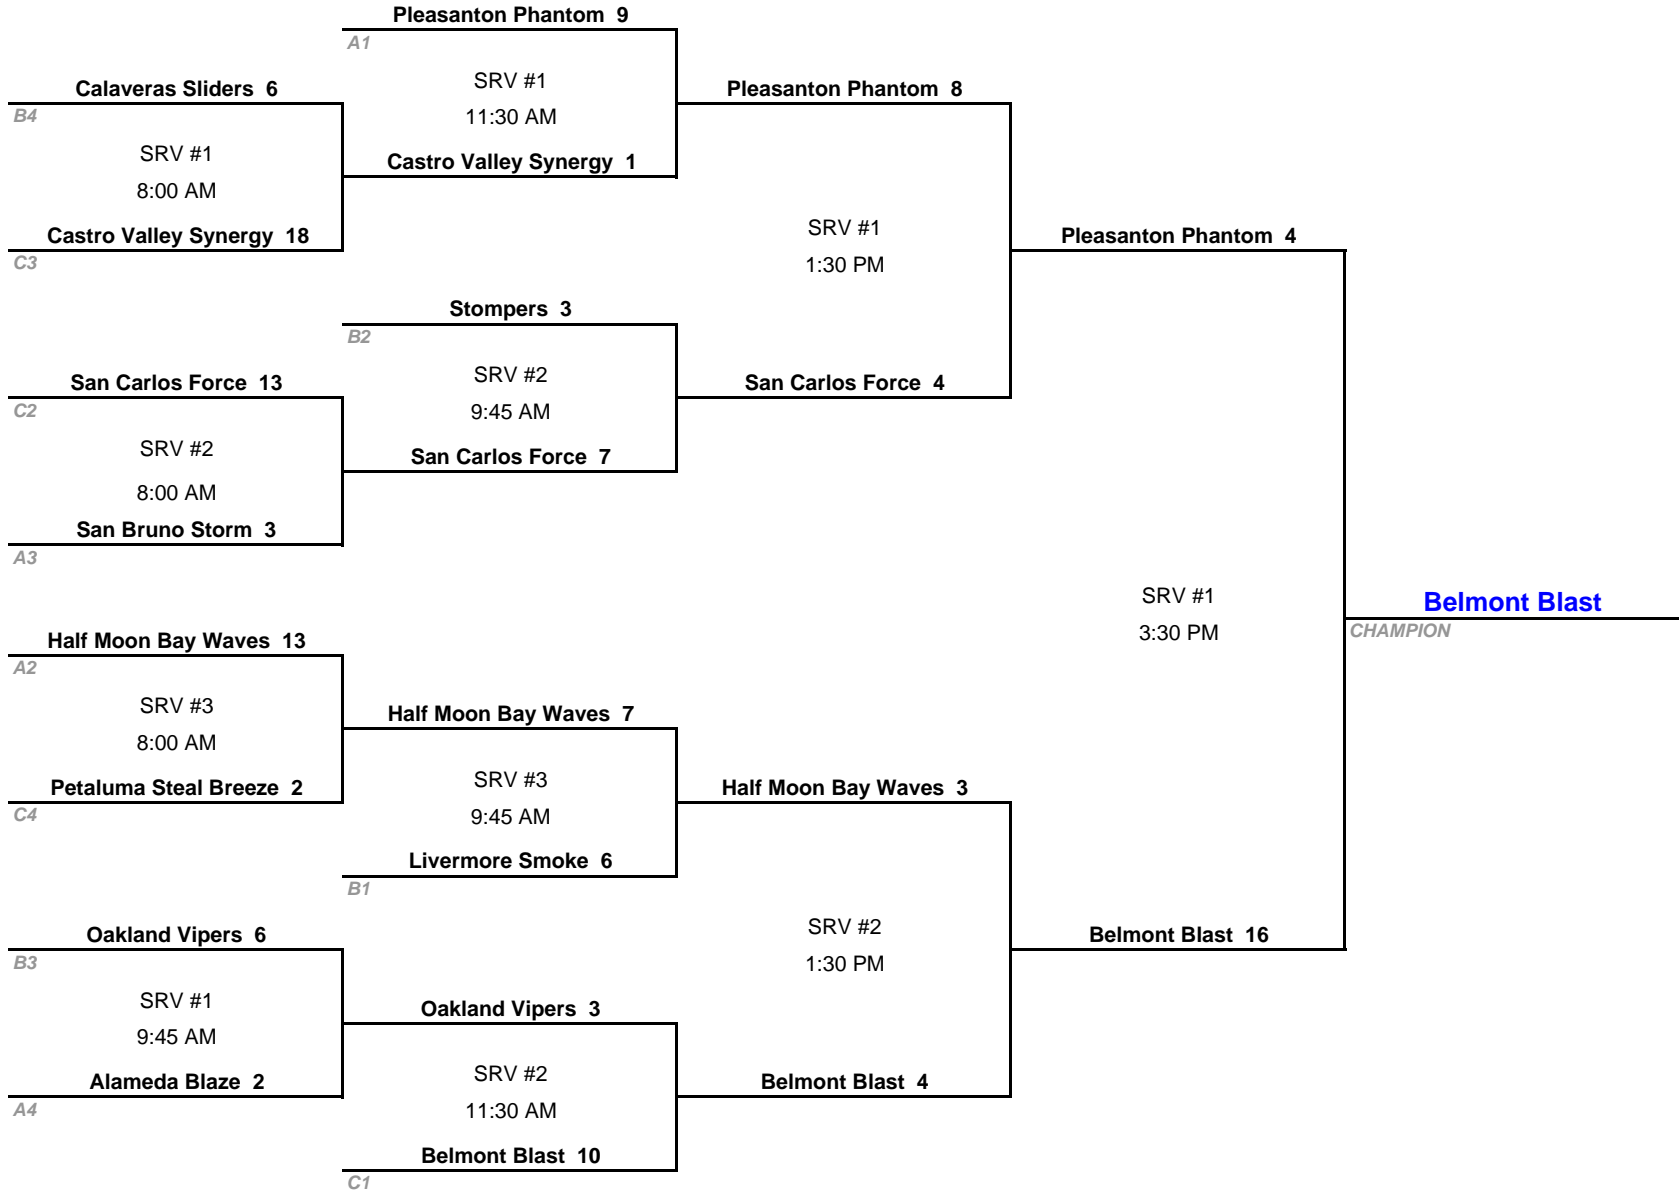 Pleasanton Phantom 9
A1
Calaveras Sliders 6
B4
SRV #1
11:30 AM
Pleasanton Phantom 8
SRV #1
8:00 AM
Castro Valley Synergy 1
Castro Valley Synergy 18
C3
SRV #1
1:30 PM
Pleasanton Phantom 4
Stompers 3
B2
San Carlos Force 13
C2
SRV #2
9:45 AM
San Carlos Force 4
SRV #2
8:00 AM
San Carlos Force 7
San Bruno Storm 3
A3
SRV #1
3:30 PM
Belmont Blast
CHAMPION
Half Moon Bay Waves 13
A2
SRV #3
8:00 AM
Half Moon Bay Waves 7
Petaluma Steal Breeze 2
C4
SRV #3
9:45 AM
Half Moon Bay Waves 3
Livermore Smoke 6
B1
Oakland Vipers 6
B3
SRV #2
1:30 PM
Belmont Blast 16
SRV #1
9:45 AM
Oakland Vipers 3
Alameda Blaze 2
A4
SRV #2
11:30 AM
Belmont Blast 4
Belmont Blast 10
C1